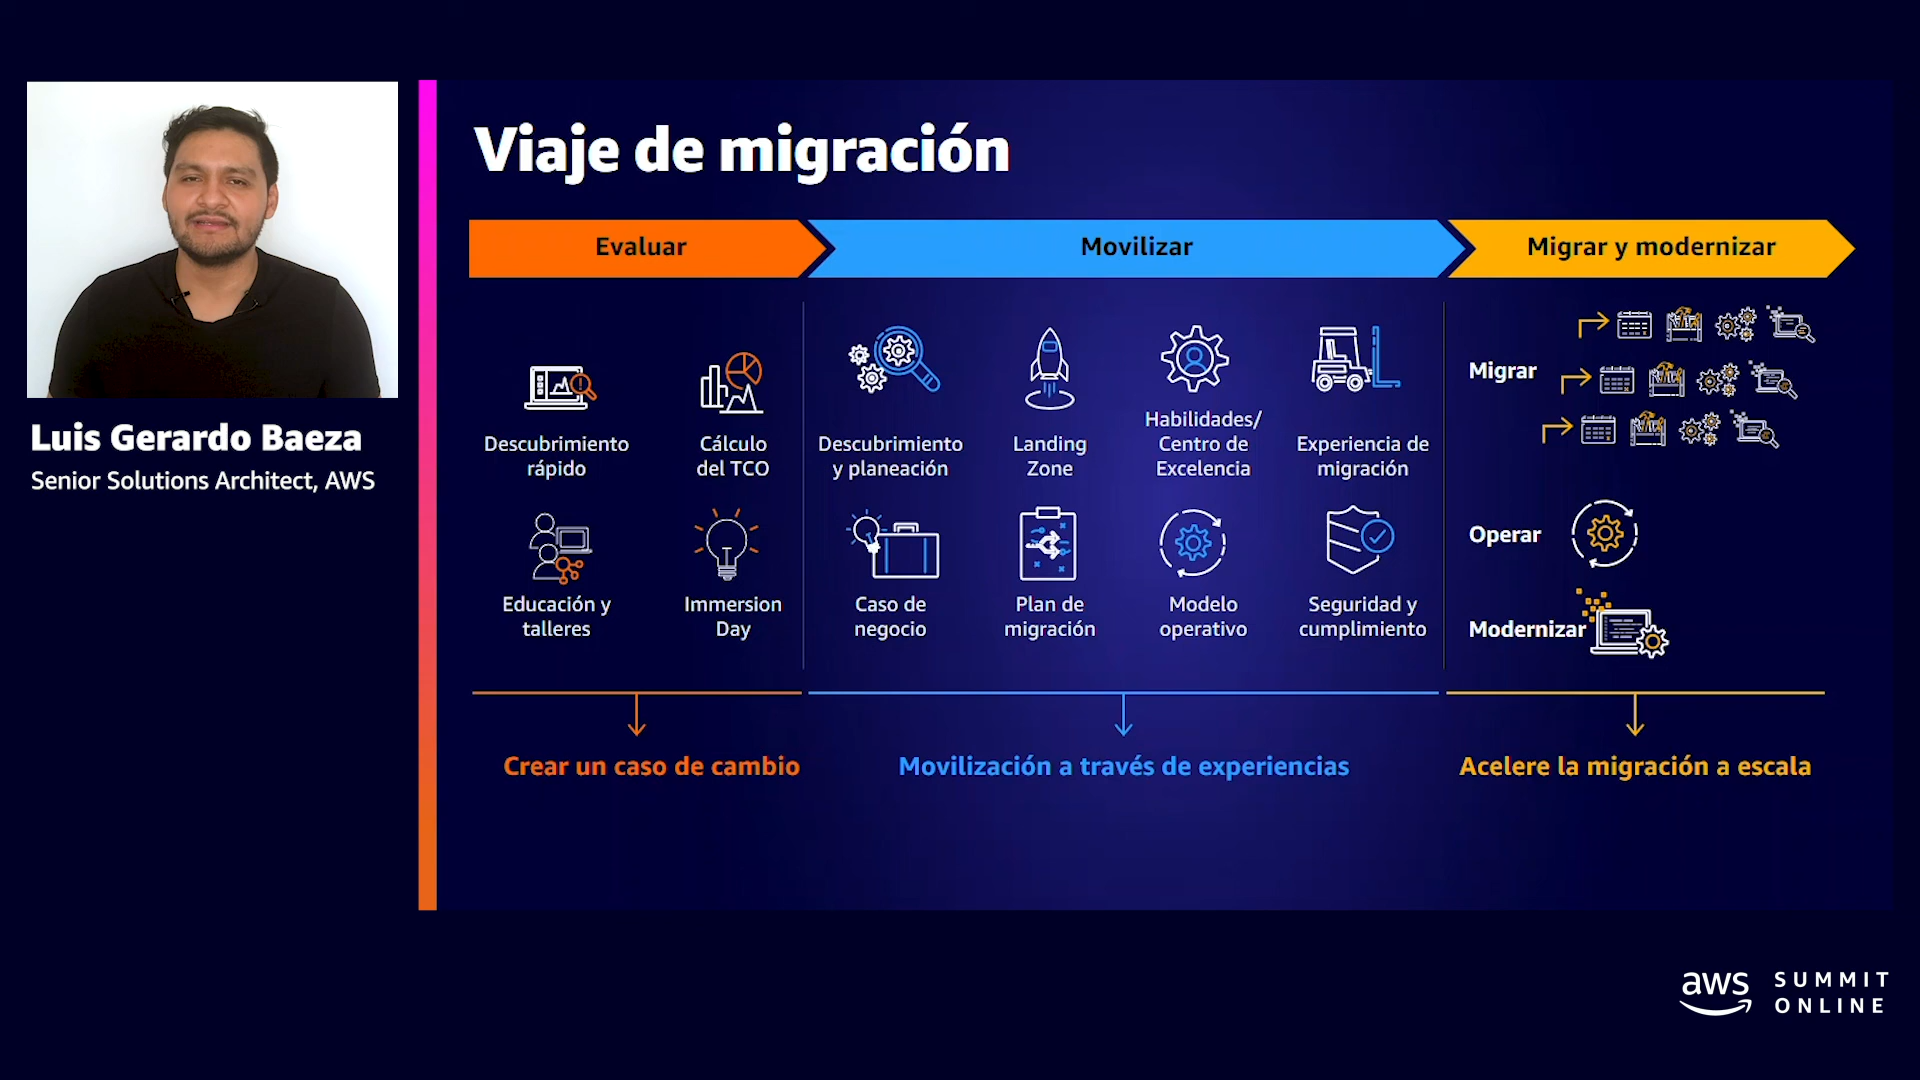 Luis Gerardo Baeza
Senior Solutions Architect, AWS
Viaje de migración
Evaluar
Movilizar
Migrar y modernizar
Descubrimiento
rápido
Cálculo
del TCO
Descubrimiento
y planeación
Landing
Zone
Habilidades/
Centro de
Excelencia
Experiencia de
migración
Migrar
Educación y
talleres
Immersion
Day
Caso de
negocio
Plan de
migración
Modelo
operativo
Seguridad y
cumplimiento
Operar
Modernizar
Crear un caso de cambio
Movilización a través de experiencias
Acelere la migración a escala
aws
SUMMIT
ONLINE